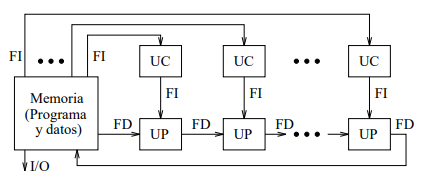 FI
FI
UC
UC
UC
FI
FI
FI
Memoria
(Programa
y datos)
FD
UP
FD
UP
FD
UP
FD
I/O